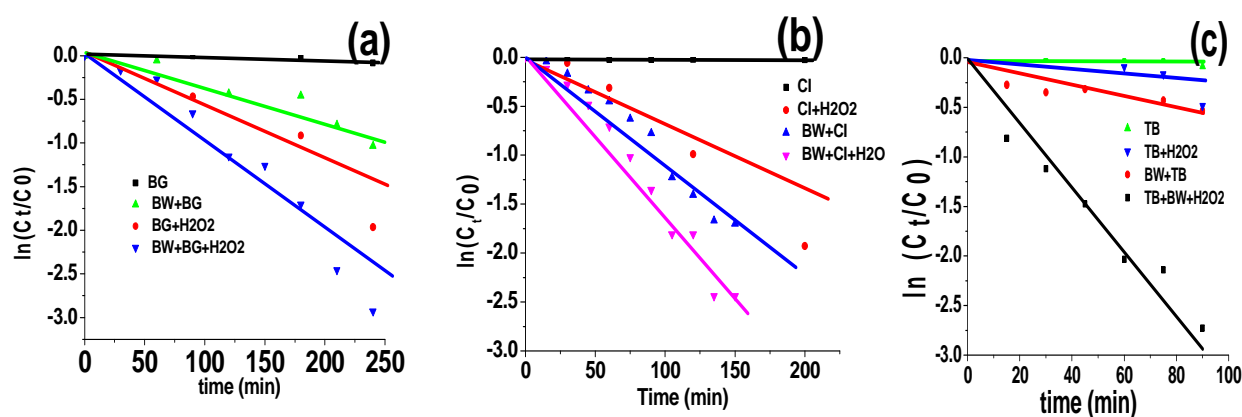 (a)
ln(Ct/C0)
0.0
-0.5
-1.0
-1.5
-2.0
-2.5
-3.0
BG
BW+BG
BG+H2O2
BW+BG+H2O2
0 50 100 150 200 250
time (min)
(b)
ln(Ct/C0)
0.0
-0.5
-1.0
-1.5
-2.0
-2.5
-3.0
CI
CI+H2O2
BW+CI
BW+CI+H2O
0 50 100 150 200
Time (min)
(c)
ln (Ct/C0)
0.0
-0.5
-1.0
-1.5
-2.0
-2.5
-3.0
TB
TB+H2O2
BW+TB
TB+BW+H2O2
0 20 40 60 80 100
time (min)